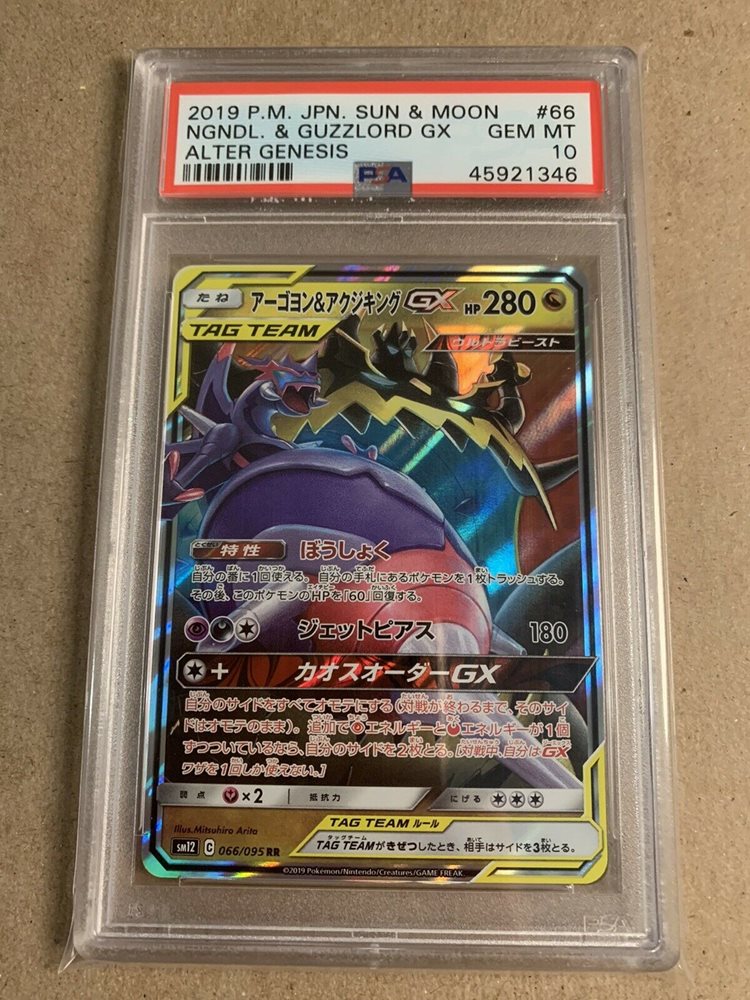 2019 P.M. JPN. SUN & MOON #66
NGNDL. & GUZZLORD GX GEM MT
ALTER GENESIS 10
PSA 45921346
たね アーゴヨン&アクジキングGX HP280
TAG TEAM ウルトラビースト
特性 ぼうしょく
自分の番に1回使える。自分の手札にあるポケモンを1枚トラッシュする。
その後、このポケモンのHPを「60」回復する。
ジェットピアス 180
+ カオスオーダーGX
自分のサイドをすべてオモテにする(対戦が終わるまで、そのサイ
ドはオモテのまま)。追加でエネルギーとエネルギーが1個
ずつついているなら、自分のサイドを2枚とる。[対戦中、自分はGX
ワザを1回しか使えない。]
弱点 ×2 抵抗力 にげる
Illus.Mitsuhiro Arita
TAG TEAM ルール
TAG TEAMがきぜつしたとき、相手はサイドを3枚とる。
SM12 C 066/095 RR
©2019 Pokémon/Nintendo/Creatures/GAME FREAK.